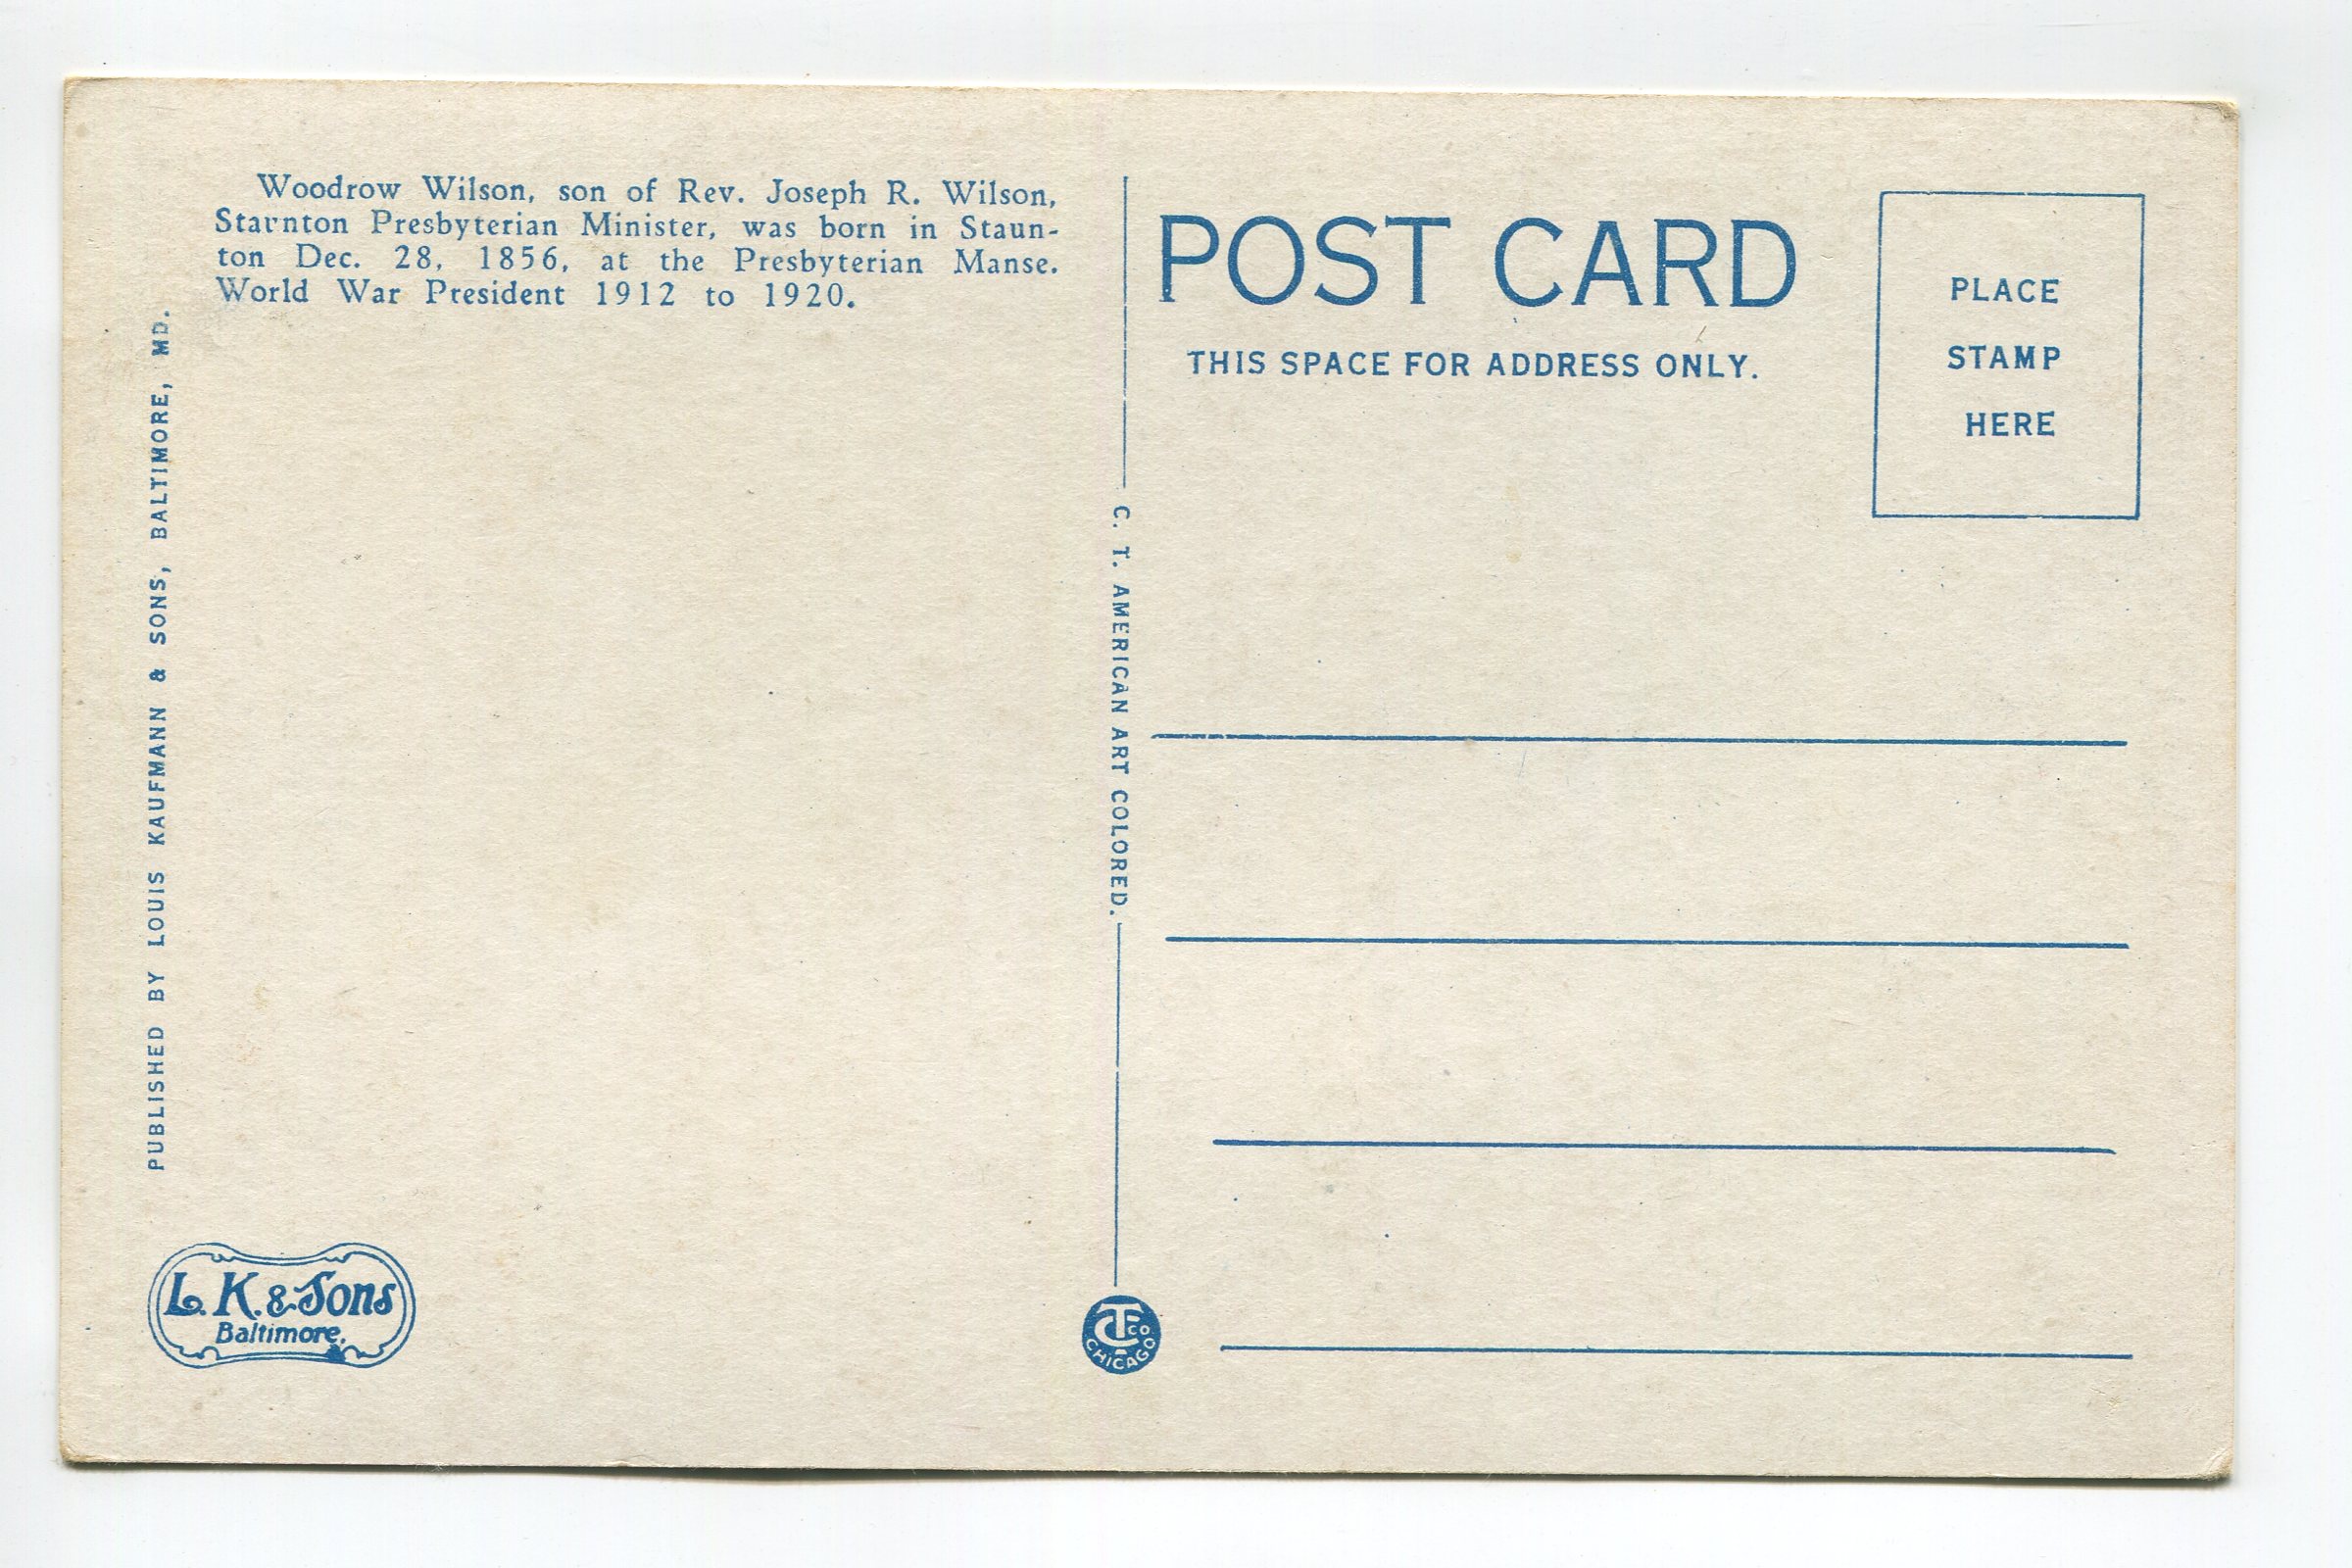 Woodrow Wilson, son of Rev. Joseph R. Wilson,
Staunton Presbyterian Minister, was born in Staun-
ton Dec. 28, 1856, at the Presbyterian Manse.
World War President 1912 to 1920.
PUBLISHED BY LOUIS KAUFMANN & SONS, BALTIMORE, MD.
L. K. & Sons
Baltimore.
C. T. AMERICAN ART COLORED.
CT CO.
CHICAGO
POST CARD
THIS SPACE FOR ADDRESS ONLY.
PLACE
STAMP
HERE